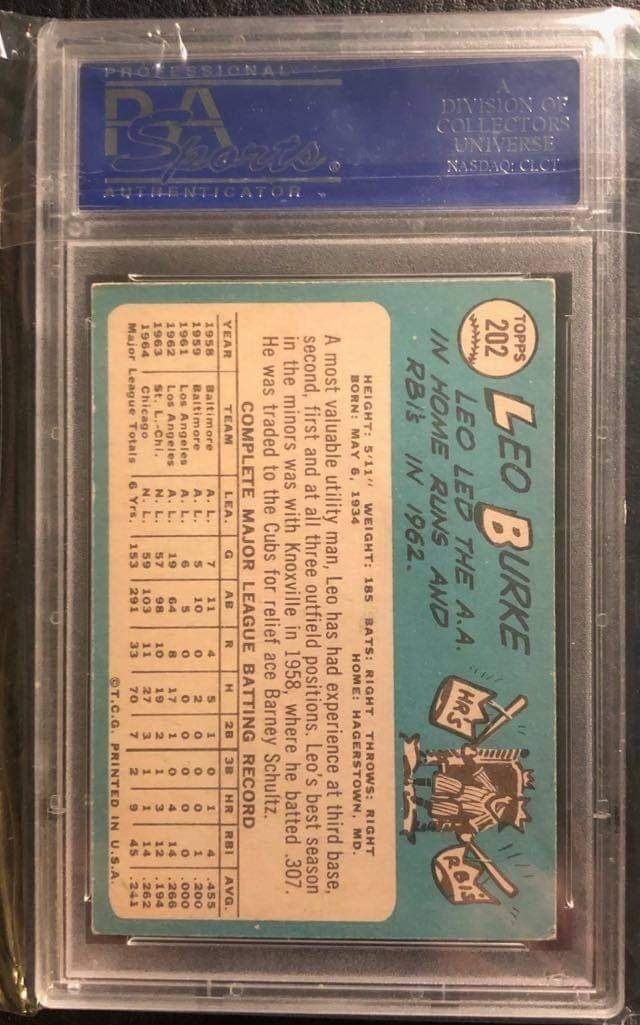 PROFESSIONAL
PSA
Sports®
AUTHENTICATOR
A
DIVISION OF
COLLECTORS
UNIVERSE
NASDAQ: CLCT
TOPPS
202
LEO BURKE
LEO LED THE A.A.
IN HOME RUNS AND
RBI's IN 1962.
HR'S
RBI'S
HEIGHT: 5'11" WEIGHT: 185 BATS: RIGHT THROWS: RIGHT
BORN: MAY 6, 1934 HOME: HAGERSTOWN, MD.
A most valuable utility man, Leo has had experience at third base,
second, first and at all three outfield positions. Leo's best season
in the minors was with Knoxville in 1958, where he batted .307.
He was traded to the Cubs for relief ace Barney Schultz.
COMPLETE MAJOR LEAGUE BATTING RECORD
YEAR TEAM LEA. G AB R H 2B 3B HR RBI AVG.
1958 Baltimore A. L. 7 11 4 5 1 0 1 4 .455
1959 Baltimore A. L. 5 10 0 2 0 0 0 1 .200
1961 Los Angeles A. L. 6 5 0 0 0 0 0 0 .000
1962 Los Angeles A. L. 19 64 8 17 1 0 4 14 .266
1963 St. L.-Chi. N. L. 57 98 10 19 2 1 3 12 .194
1964 Chicago N. L. 59 103 11 27 3 1 1 14 .262
Major League Totals 6 Yrs. 153 291 33 70 7 2 9 45 .241
©T.C.G. PRINTED IN U.S.A.